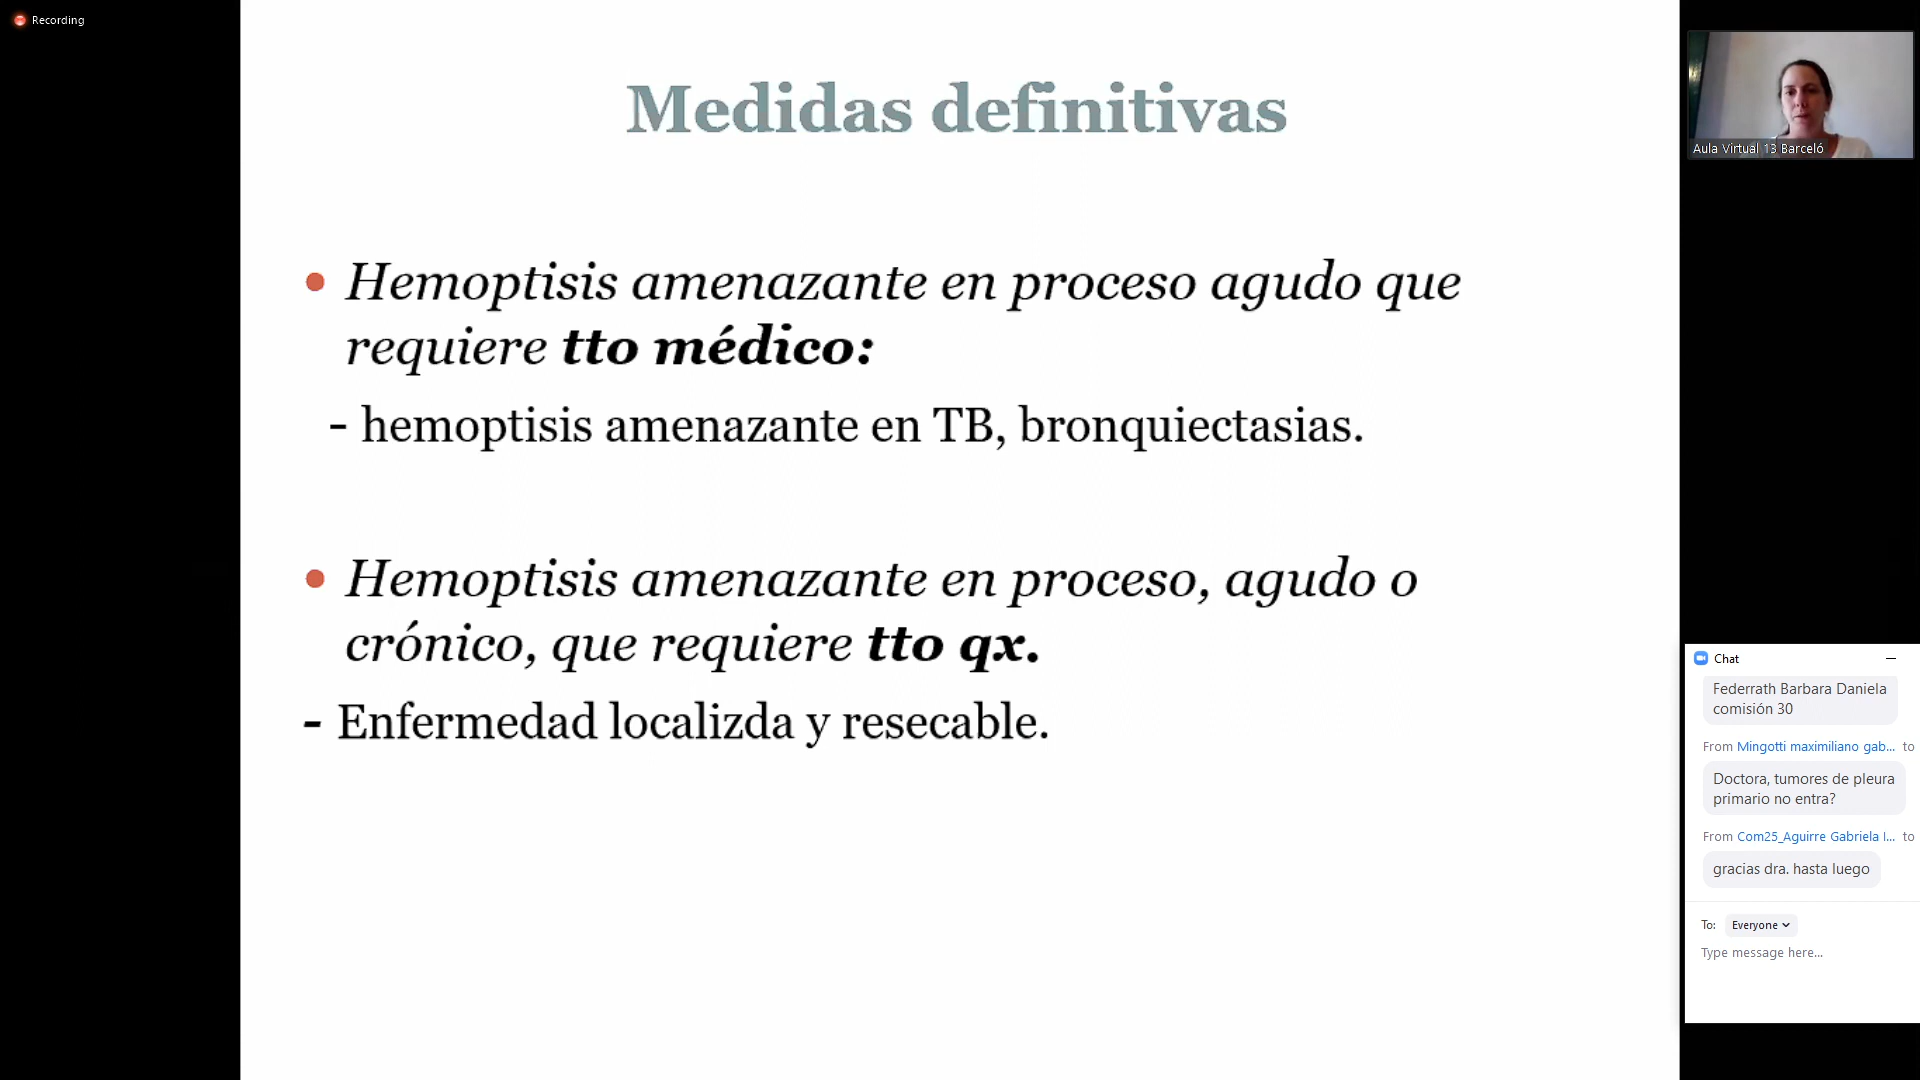 Recording
Medidas definitivas
• Hemoptisis amenazante en proceso agudo que
requiere tto médico:
- hemoptisis amenazante en TB, bronquiectasias.
• Hemoptisis amenazante en proceso, agudo o
crónico, que requiere tto qx.
- Enfermedad localizda y resecable.
Aula Virtual 13 Barceló
Chat
Federrath Barbara Daniela
comisión 30
From Mingotti maximiliano gab... to
Doctora, tumores de pleura
primario no entra?
From Com25_Aguirre Gabriela I... to
gracias dra. hasta luego
To: Everyone
Type message here...